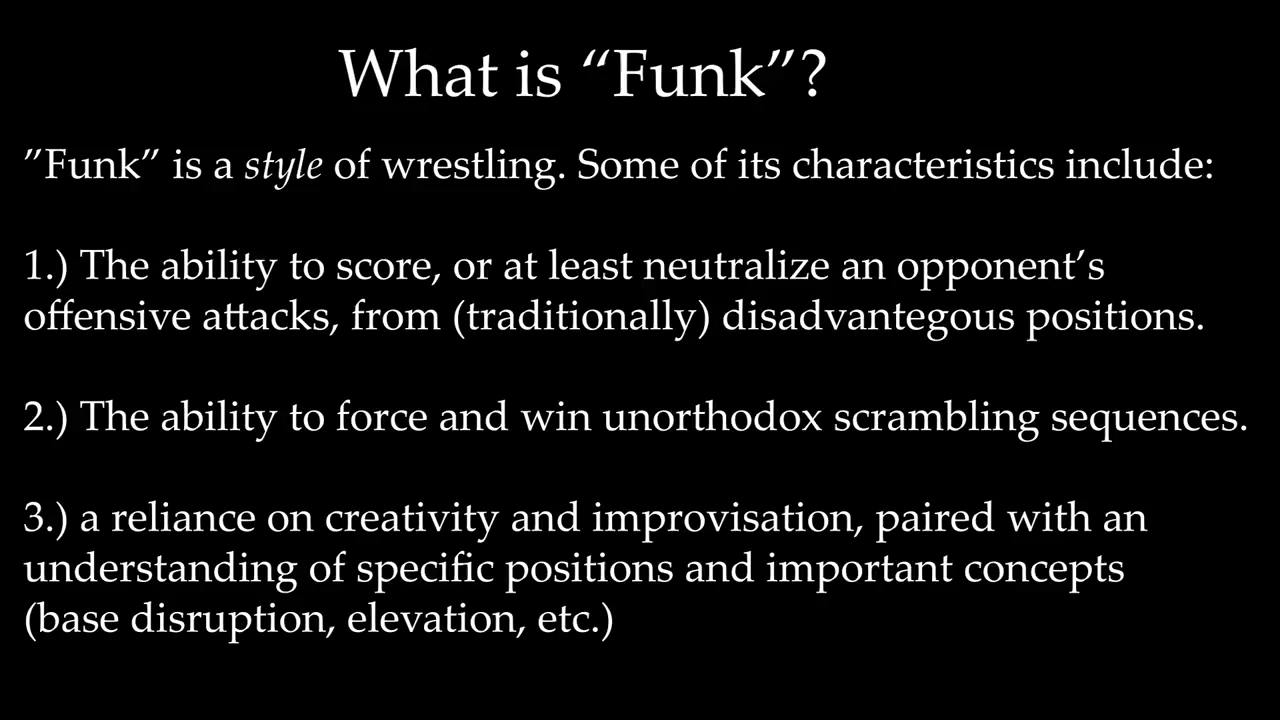 What is “Funk”?
”Funk” is a style of wrestling. Some of its characteristics include:
1.) The ability to score, or at least neutralize an opponent’s
offensive attacks, from (traditionally) disadvantegous positions.
2.) The ability to force and win unorthodox scrambling sequences.
3.) a reliance on creativity and improvisation, paired with an
understanding of specific positions and important concepts
(base disruption, elevation, etc.)